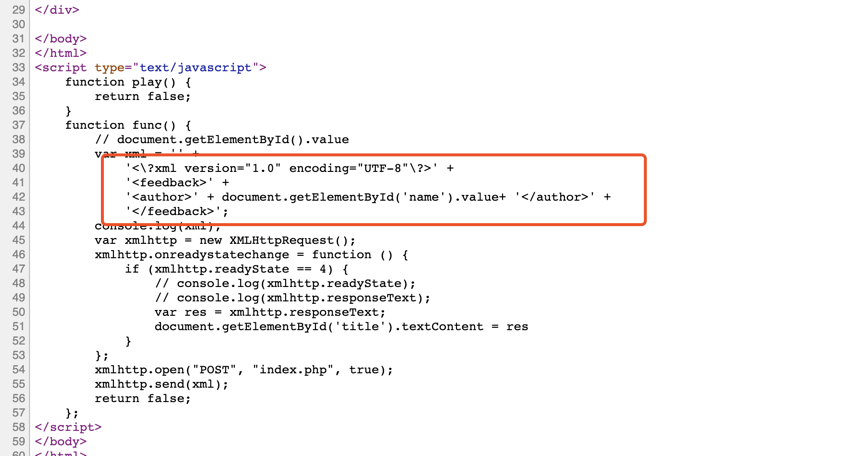 29 </div>
30
31 </body>
32 </html>
33 <script type="text/javascript">
34     function play() {
35         return false;
36     }
37     function func() {
38         // document.getElementById().value
39         var xml = '' +
40             '<\?xml version="1.0" encoding="UTF-8"\?>' +
41             '<feedback>' +
42             '<author>' + document.getElementById('name').value+ '</author>' +
43             '</feedback>';
44         console.log(xml);
45         var xmlhttp = new XMLHttpRequest();
46         xmlhttp.onreadystatechange = function () {
47             if (xmlhttp.readyState == 4) {
48                 // console.log(xmlhttp.readyState);
49                 // console.log(xmlhttp.responseText);
50                 var res = xmlhttp.responseText;
51                 document.getElementById('title').textContent = res
52             }
53         };
54         xmlhttp.open("POST", "index.php", true);
55         xmlhttp.send(xml);
56         return false;
57     };
58 </script>
59 </body>
60 </html>